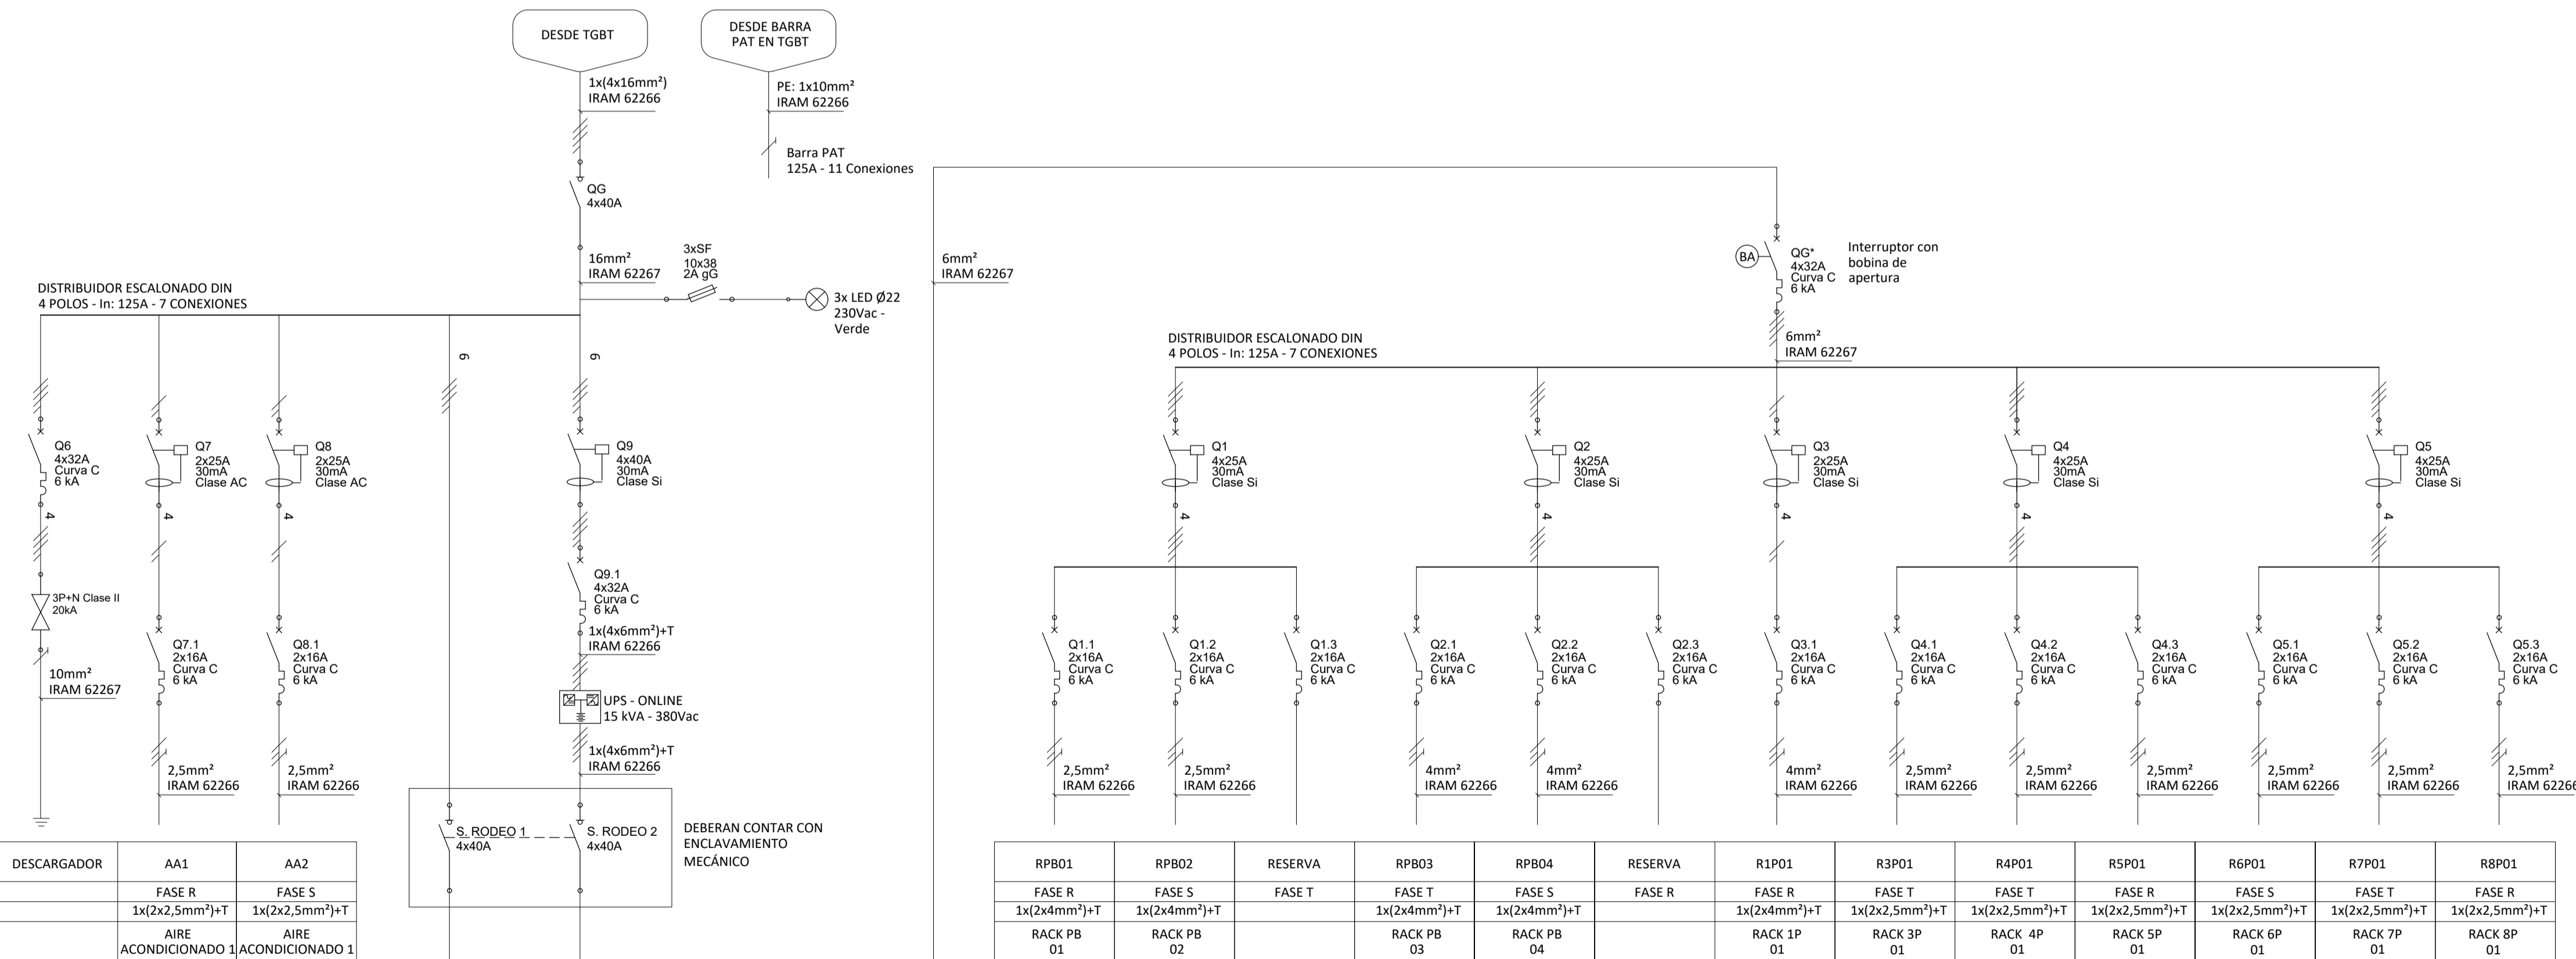 DESDE TGBT
DESDE BARRA
PAT EN TGBT
1x(4x16mm²)
IRAM 62266
PE: 1x10mm²
IRAM 62266
Barra PAT
125A - 11 Conexiones
QG
4x40A
16mm²
IRAM 62267
3xSF
10x38
2A gG
3x LED Ø22
230Vac -
Verde
6mm²
IRAM 62267
BA
QG*
4x32A
Curva C
6 kA
Interruptor con
bobina de
apertura
6mm²
IRAM 62267
DISTRIBUIDOR ESCALONADO DIN
4 POLOS - In: 125A - 7 CONEXIONES
DISTRIBUIDOR ESCALONADO DIN
4 POLOS - In: 125A - 7 CONEXIONES
6
6
Q6
4x32A
Curva C
6 kA
Q7
2x25A
30mA
Clase AC
Q8
2x25A
30mA
Clase AC
Q9
4x40A
30mA
Clase Si
Q1
4x25A
30mA
Clase Si
Q2
4x25A
30mA
Clase Si
Q3
2x25A
30mA
Clase Si
Q4
4x25A
30mA
Clase Si
Q5
4x25A
30mA
Clase Si
4
4
4
4
4
4
4
4
3P+N Clase II
20kA
10mm²
IRAM 62267
Q7.1
2x16A
Curva C
6 kA
Q8.1
2x16A
Curva C
6 kA
Q9.1
4x32A
Curva C
6 kA
1x(4x6mm²)+T
IRAM 62266
UPS - ONLINE
15 kVA - 380Vac
1x(4x6mm²)+T
IRAM 62266
Q1.1
2x16A
Curva C
6 kA
Q1.2
2x16A
Curva C
6 kA
Q1.3
2x16A
Curva C
6 kA
Q2.1
2x16A
Curva C
6 kA
Q2.2
2x16A
Curva C
6 kA
Q2.3
2x16A
Curva C
6 kA
Q3.1
2x16A
Curva C
6 kA
Q4.1
2x16A
Curva C
6 kA
Q4.2
2x16A
Curva C
6 kA
Q4.3
2x16A
Curva C
6 kA
Q5.1
2x16A
Curva C
6 kA
Q5.2
2x16A
Curva C
6 kA
Q5.3
2x16A
Curva C
6 kA
2,5mm²
IRAM 62266
2,5mm²
IRAM 62266
2,5mm²
IRAM 62266
2,5mm²
IRAM 62266
4mm²
IRAM 62266
4mm²
IRAM 62266
4mm²
IRAM 62266
2,5mm²
IRAM 62266
2,5mm²
IRAM 62266
2,5mm²
IRAM 62266
2,5mm²
IRAM 62266
2,5mm²
IRAM 62266
2,5mm²
IRAM 62266
S. RODEO 1
4x40A
S. RODEO 2
4x40A
DEBERAN CONTAR CON
ENCLAVAMIENTO
MECÁNICO
DESCARGADOR AA1 AA2
FASE R FASE S
1x(2x2,5mm²)+T 1x(2x2,5mm²)+T
AIRE AIRE
ACONDICIONADO 1 ACONDICIONADO 1
RPB01 RPB02 RESERVA RPB03 RPB04 RESERVA R1P01 R3P01 R4P01 R5P01 R6P01 R7P01 R8P01
FASE R FASE S FASE T FASE T FASE S FASE R FASE R FASE T FASE T FASE R FASE S FASE T FASE R
1x(2x4mm²)+T 1x(2x4mm²)+T 1x(2x4mm²)+T 1x(2x4mm²)+T 1x(2x4mm²)+T 1x(2x2,5mm²)+T 1x(2x2,5mm²)+T 1x(2x2,5mm²)+T 1x(2x2,5mm²)+T 1x(2x2,5mm²)+T 1x(2x2,5mm²)+T
RACK PB RACK PB RACK PB RACK PB RACK 1P RACK 3P RACK 4P RACK 5P RACK 6P RACK 7P RACK 8P
01 02 03 04 01 01 01 01 01 01 01